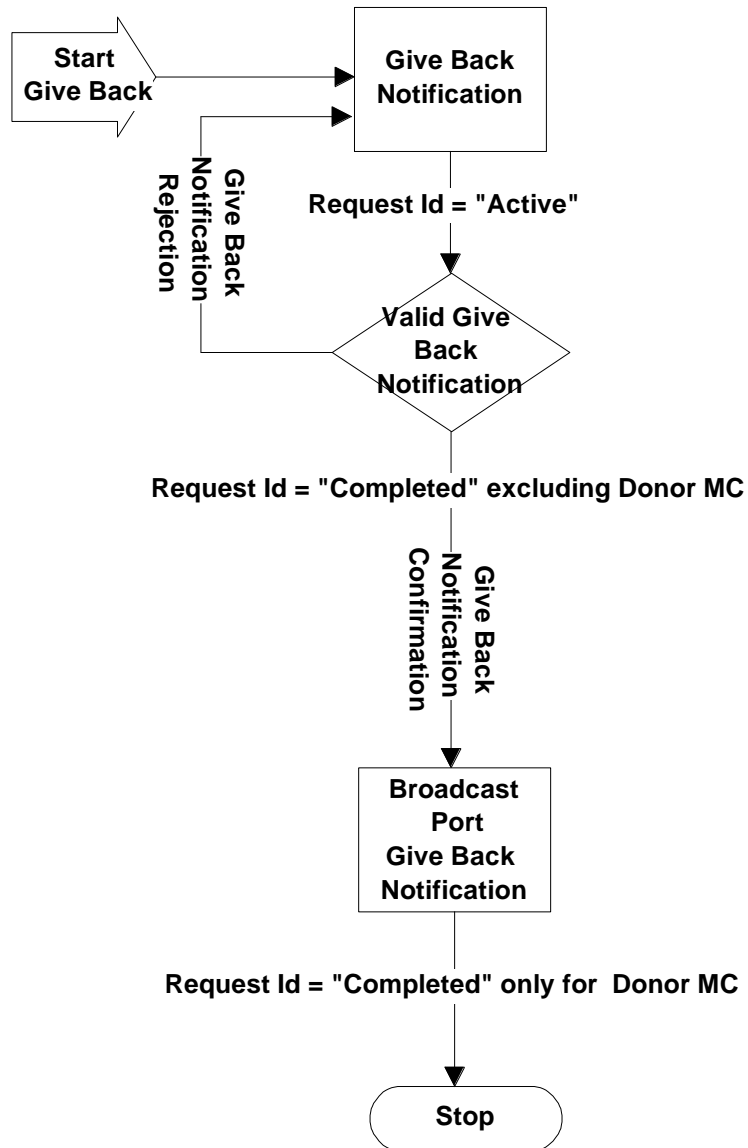 Start
Give Back
Give Back
Notification
Give Back
Notification
Rejection
Request Id = "Active"
Valid Give
Back
Notification
Request Id = "Completed" excluding Donor MC
Give Back
Notification
Confirmation
Broadcast
Port
Give Back
Notification
Request Id = "Completed" only for Donor MC
Stop